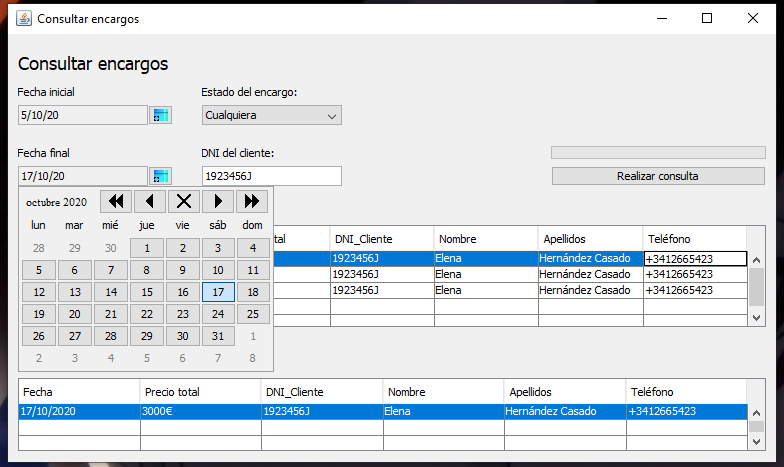 Consultar encargos
Consultar encargos
Fecha inicial Estado del encargo:
5/10/20 Cualquiera
Fecha final DNI del cliente:
17/10/20 1923456J Realizar consulta
octubre 2020
lun mar mié jue vie sáb dom
28 29 30 1 2 3 4
5 6 7 8 9 10 11
12 13 14 15 16 17 18
19 20 21 22 23 24 25
26 27 28 29 30 31 1
2 3 4 5 6 7 8
tal DNI_Cliente Nombre Apellidos Teléfono
1923456J Elena Hernández Casado +3412665423
1923456J Elena Hernández Casado +3412665423
1923456J Elena Hernández Casado +3412665423
Fecha Precio total DNI_Cliente Nombre Apellidos Teléfono
17/10/2020 3000€ 1923456J Elena Hernández Casado +3412665423